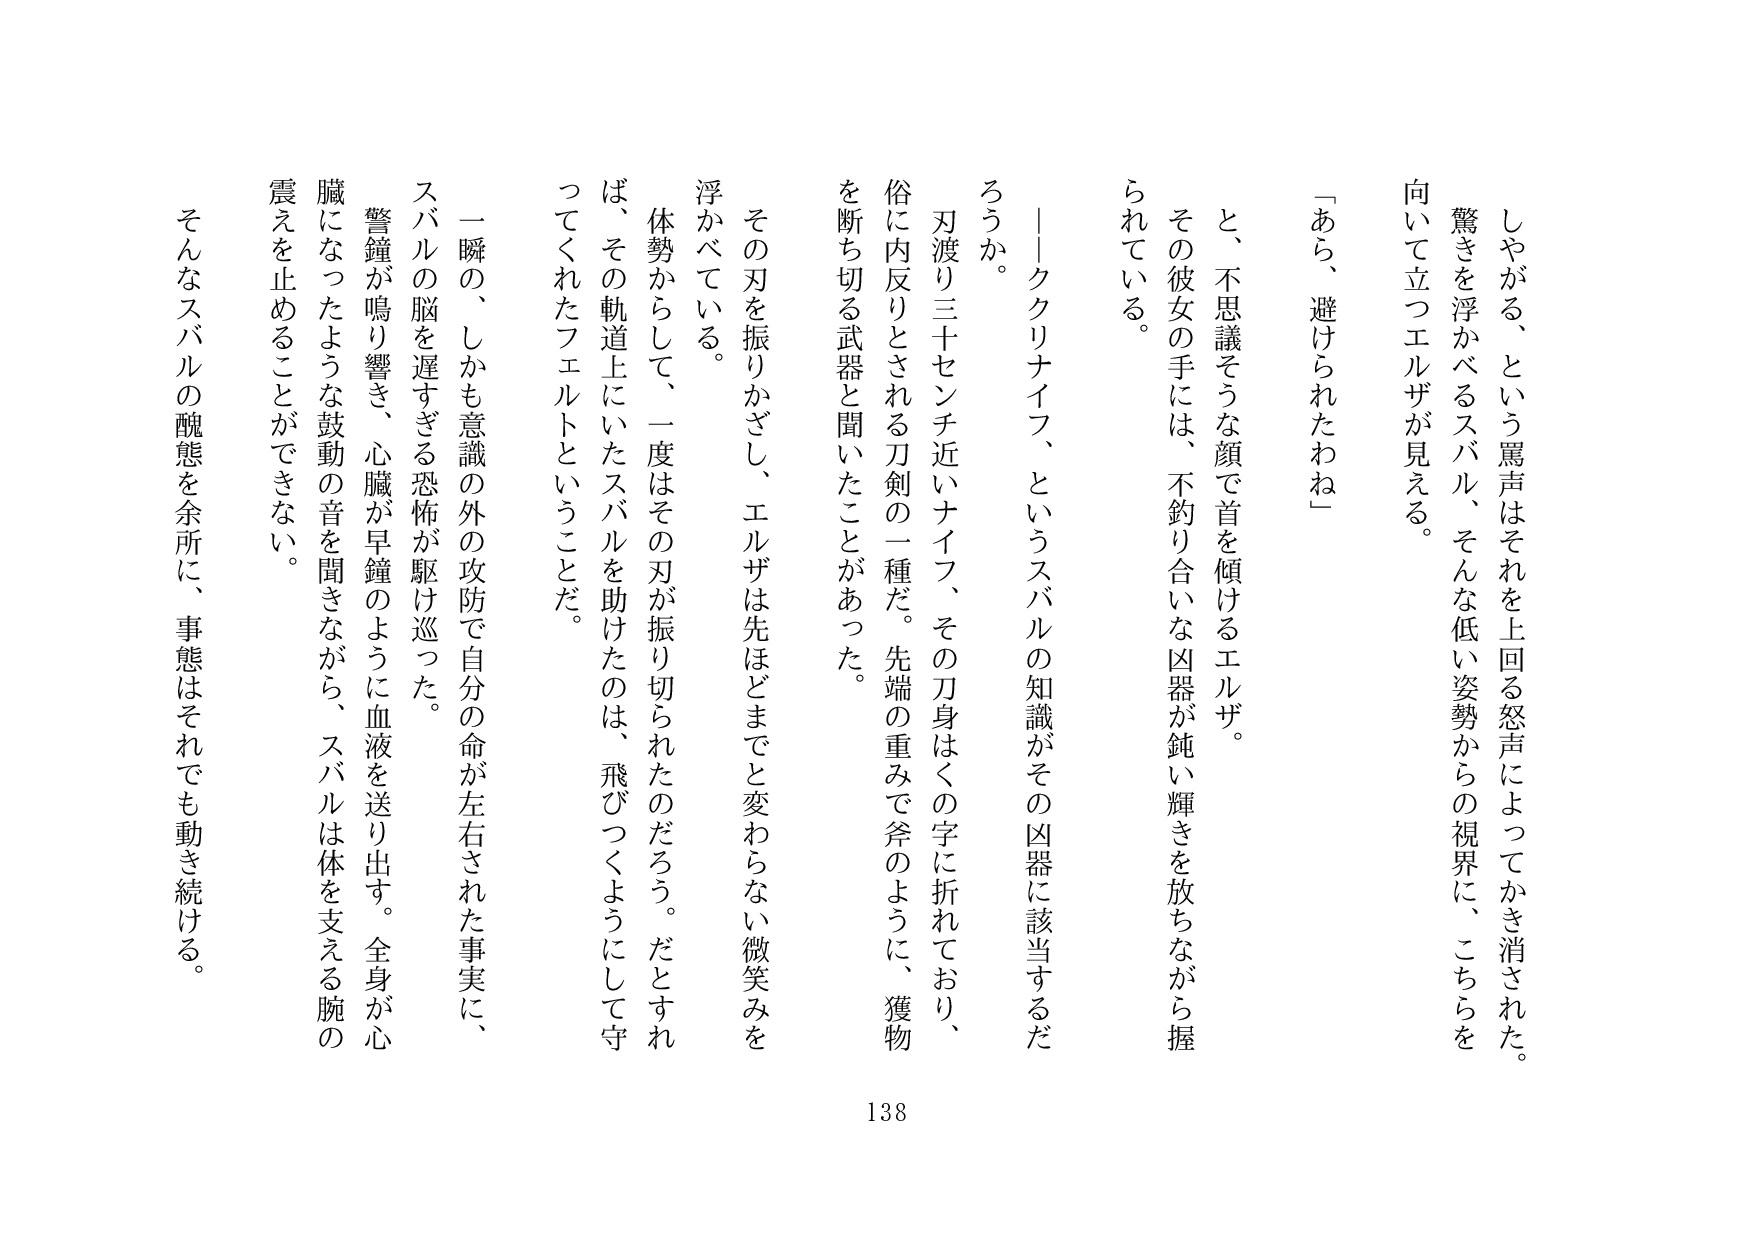 しやがる、という罵声はそれを上回る怒声によってかき消された。
驚きを浮かべるスバル、そんな低い姿勢からの視界に、こちらを
向いて立つエルザが見える。
「あら、避けられたわね」
と、不思議そうな顔で首を傾けるエルザ。
その彼女の手には、不釣り合いな凶器が鈍い輝きを放ちながら握
られている。
――ククリナイフ、というスバルの知識がその凶器に該当するだ
ろうか。
刃渡り三十センチ近いナイフ、その刀身はくの字に折れており、
俗に内反りとされる刀剣の一種だ。先端の重みで斧のように、獲物
を断ち切る武器と聞いたことがあった。
その刃を振りかざし、エルザは先ほどまでと変わらない微笑みを
浮かべている。
体勢からして、一度はその刃が振り切られたのだろう。だとすれ
ば、その軌道上にいたスバルを助けたのは、飛びつくようにして守
ってくれたフェルトということだ。
一瞬の、しかも意識の外の攻防で自分の命が左右された事実に、
スバルの脳を遅すぎる恐怖が駆け巡った。
警鐘が鳴り響き、心臓が早鐘のように血液を送り出す。全身が心
臓になったような鼓動の音を聞きながら、スバルは体を支える腕の
震えを止めることができない。
そんなスバルの醜態を余所に、事態はそれでも動き続ける。
138